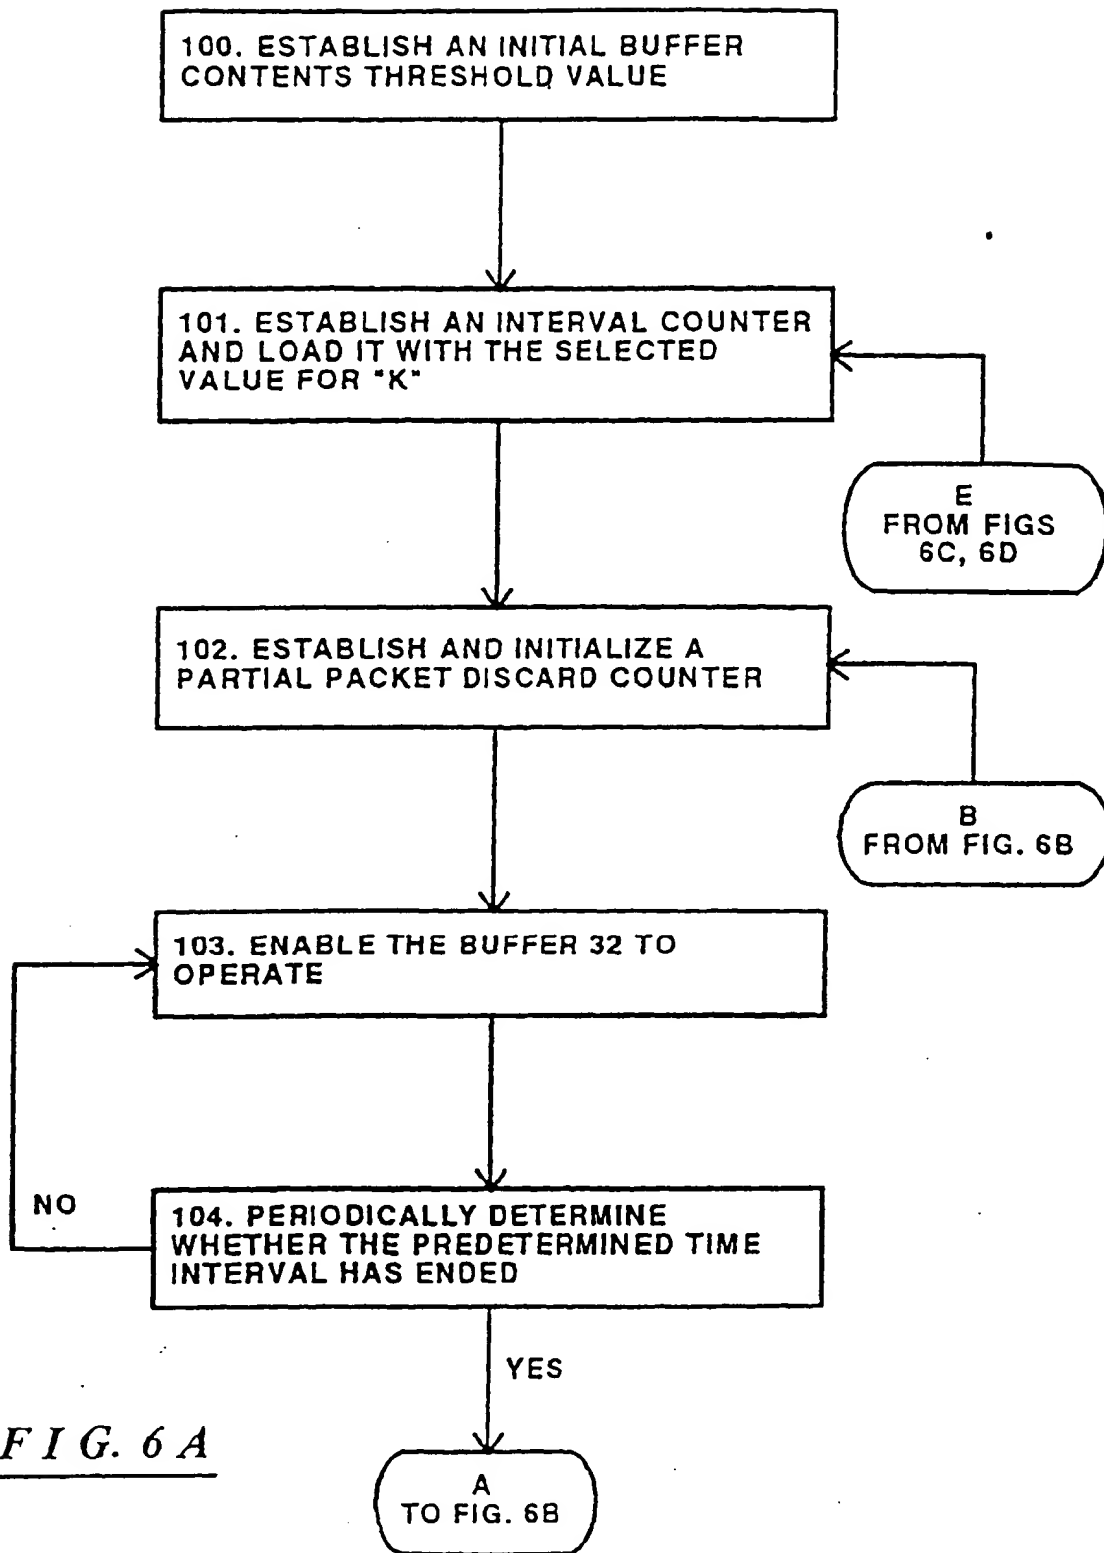 100. ESTABLISH AN INITIAL BUFFER
CONTENTS THRESHOLD VALUE
101. ESTABLISH AN INTERVAL COUNTER
AND LOAD IT WITH THE SELECTED
VALUE FOR "K"
E
FROM FIGS
6C, 6D
102. ESTABLISH AND INITIALIZE A
PARTIAL PACKET DISCARD COUNTER
B
FROM FIG. 6B
103. ENABLE THE BUFFER 32 TO
OPERATE
NO
104. PERIODICALLY DETERMINE
WHETHER THE PREDETERMINED TIME
INTERVAL HAS ENDED
YES
FIG. 6A
A
TO FIG. 6B